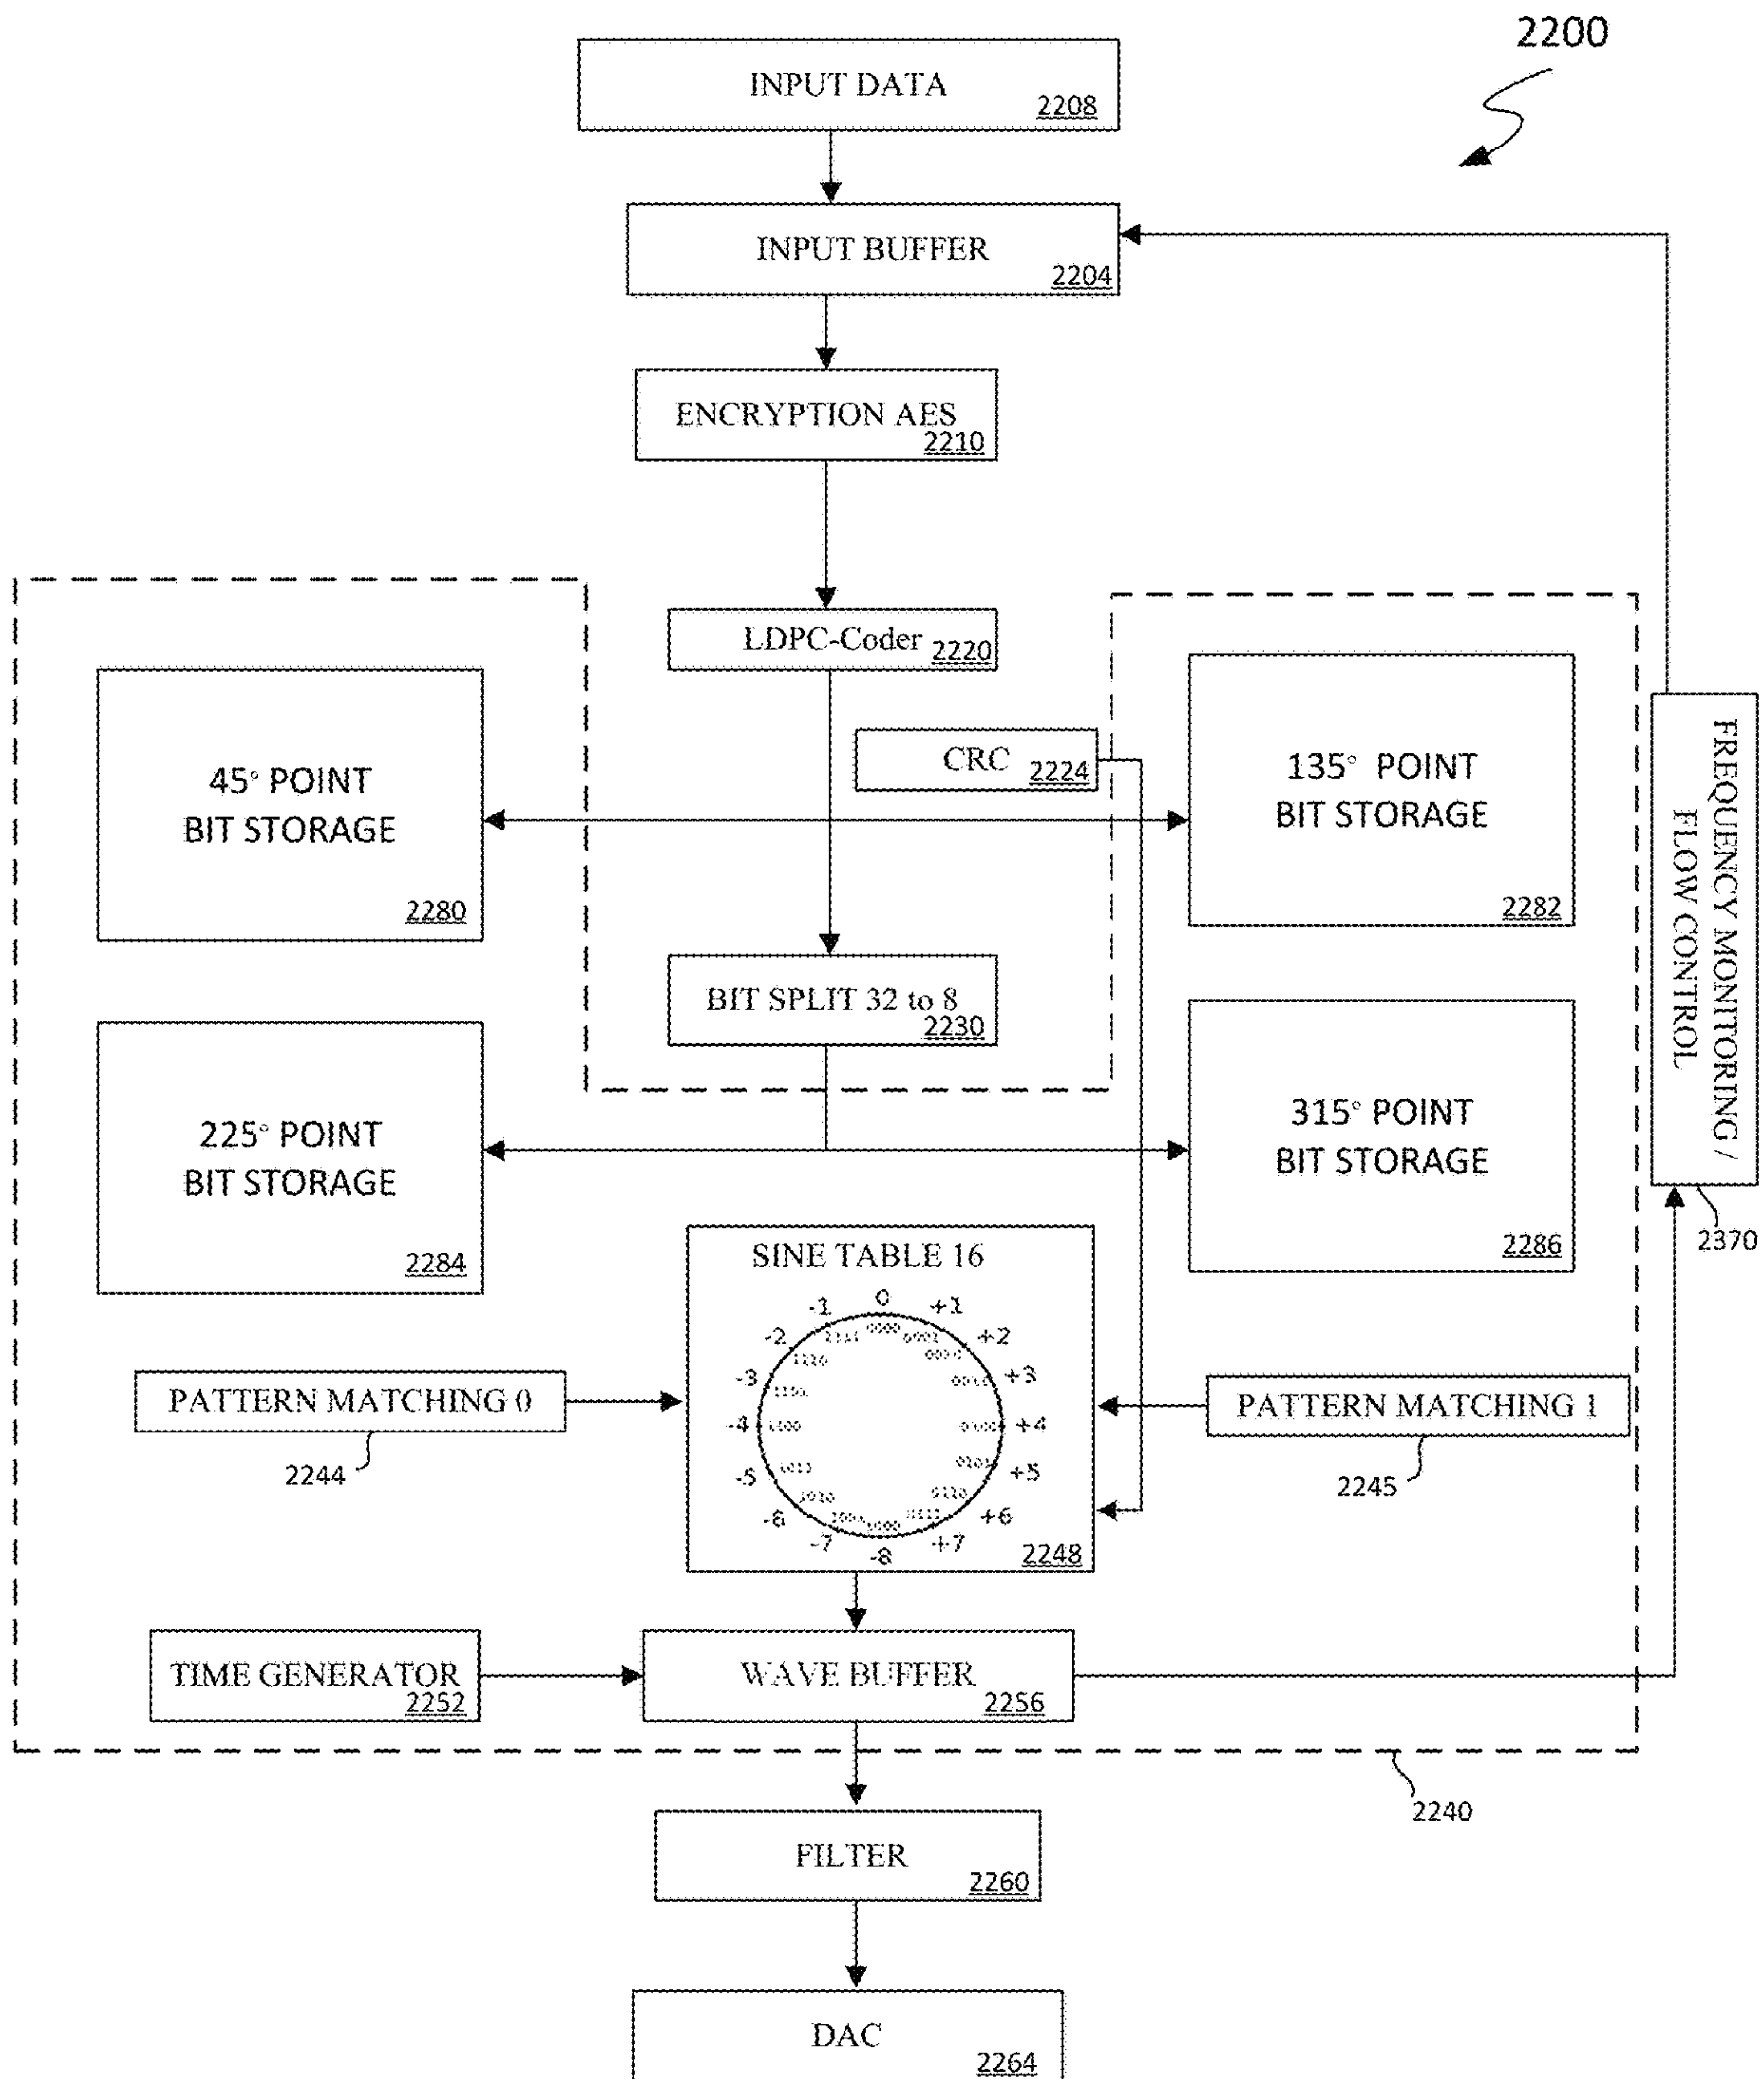 2200
INPUT DATA
2208
INPUT BUFFER
2204
ENCRYPTION AES
2210
LDPC-Coder 2220
45° POINT
BIT STORAGE
2280
CRC 2224
135° POINT
BIT STORAGE
2282
FREQUENCY MONITORING /
FLOW CONTROL
2370
BIT SPLIT 32 to 8
2230
225° POINT
BIT STORAGE
2284
315° POINT
BIT STORAGE
2286
SINE TABLE 16
0
+1
+2
+3
+4
+5
+6
+7
-8
-7
-6
-5
-4
-3
-2
-1
0000
0111
1010
1011
2248
PATTERN MATCHING 0
2244
PATTERN MATCHING 1
2245
TIME GENERATOR
2252
WAVE BUFFER
2256
2240
FILTER
2260
DAC
2264